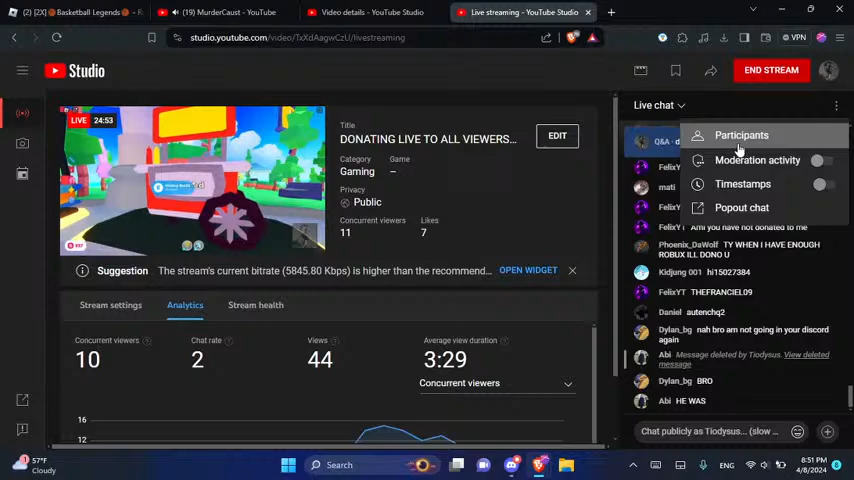 (2) [2X]🏀Basketball Legends🏀 - R
(19) MurderCaust - YouTube
Video details - YouTube Studio
Live streaming - YouTube Studio
studio.youtube.com/video/TxXdAagwCzU/livestreaming
VPN
Studio
END STREAM
LIVE 24:53
Title
DONATING LIVE TO ALL VIEWERS...
EDIT
Category Game
Gaming –
Privacy
Public
Concurrent viewers Likes
11 7
Suggestion The stream's current bitrate (5845.80 Kbps) is higher than the recommend... OPEN WIDGET
Stream settings Analytics Stream health
Concurrent viewers Chat rate Views Average view duration
10 2 44 3:29
Concurrent viewers
16
12
Live chat
Participants
Moderation activity
Timestamps
Popout chat
Q&A d
FelixY
mati
FelixY
FelixYT Ami you have not donated to me
Phoenix_DaWolf TY WHEN I HAVE ENOUGH
ROBUX ILL DONO U
Kidjung 001 hi15027384
FelixYT THEFRANCIEL09
Daniel autenchq2
Dylan_bg nah bro am not going in your discord
again
Abi Message deleted by Tiodysus. View deleted
message
Dylan_bg BRO
Abi HE WAS
Chat publicly as Tiodysus... (slow ...
57°F
Cloudy
Search
ENG
8:51 PM
4/8/2024